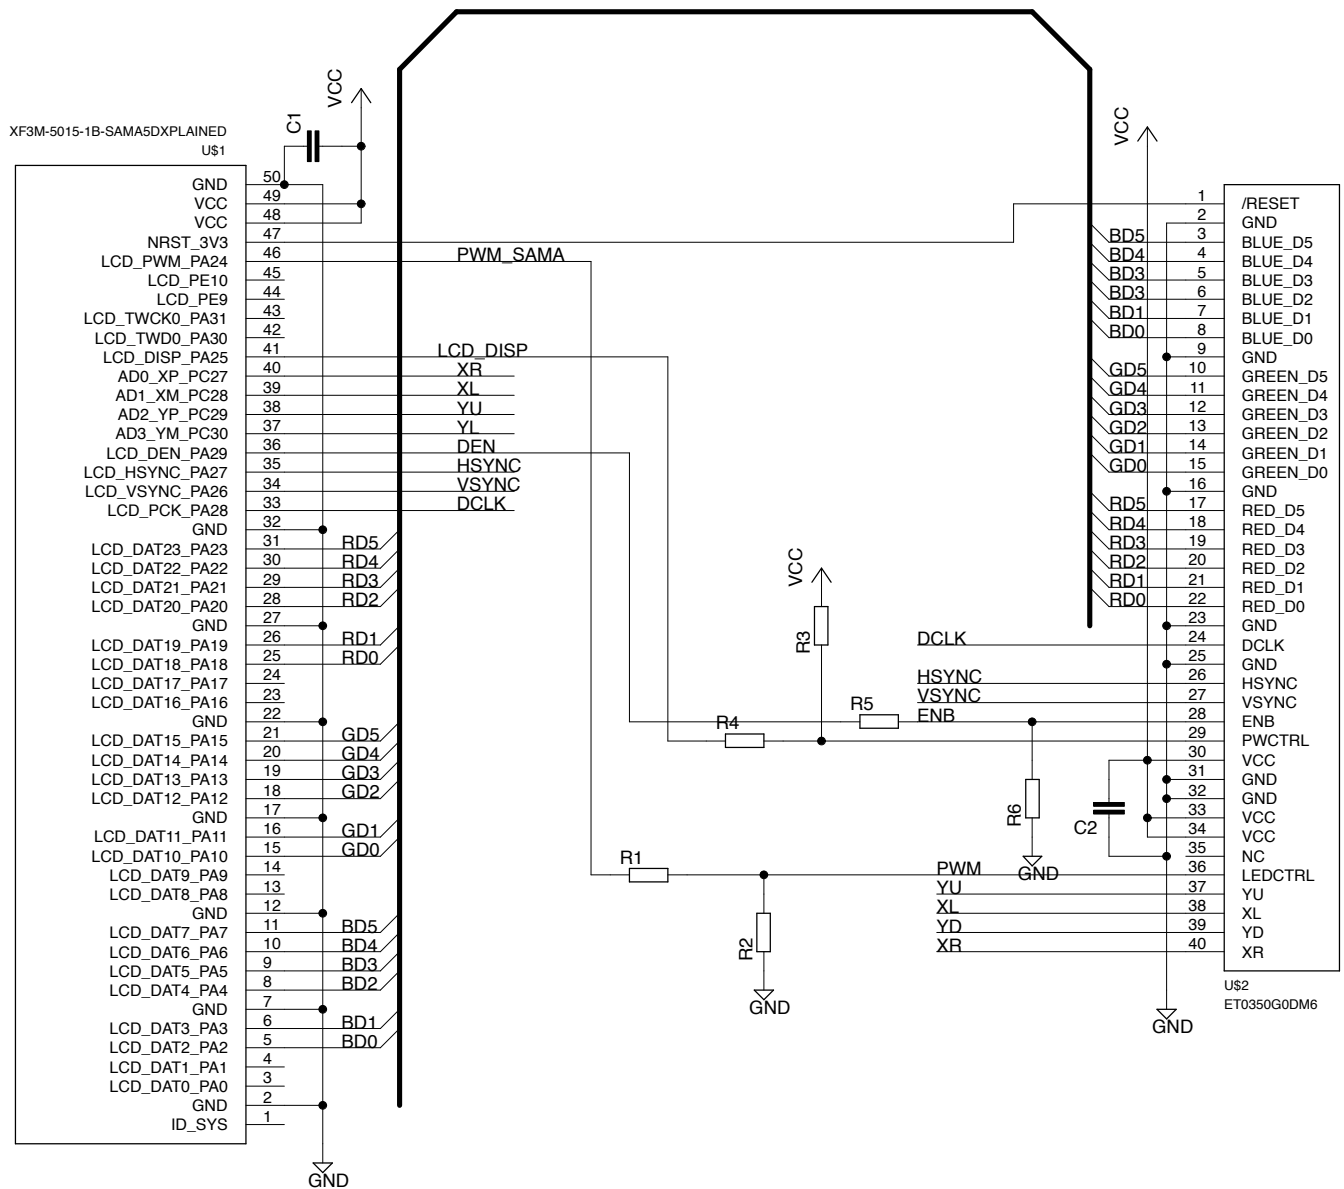 XF3M-5015-1B-SAMA5DXPLAINED
U$1
VCC
C1
GND 50
VCC 49
VCC 48
NRST_3V3 47
LCD_PWM_PA24 46 PWM_SAMA
LCD_PE10 45
LCD_PE9 44
LCD_TWCK0_PA31 43
LCD_TWD0_PA30 42
LCD_DISP_PA25 41 LCD_DISP
AD0_XP_PC27 40 XR
AD1_XM_PC28 39 XL
AD2_YP_PC29 38 YU
AD3_YM_PC30 37 YL
LCD_DEN_PA29 36 DEN
LCD_HSYNC_PA27 35 HSYNC
LCD_VSYNC_PA26 34 VSYNC
LCD_PCK_PA28 33 DCLK
GND 32
LCD_DAT23_PA23 31 RD5
LCD_DAT22_PA22 30 RD4
LCD_DAT21_PA21 29 RD3
LCD_DAT20_PA20 28 RD2
GND 27
LCD_DAT19_PA19 26 RD1
LCD_DAT18_PA18 25 RD0
LCD_DAT17_PA17 24
LCD_DAT16_PA16 23
GND 22
LCD_DAT15_PA15 21 GD5
LCD_DAT14_PA14 20 GD4
LCD_DAT13_PA13 19 GD3
LCD_DAT12_PA12 18 GD2
GND 17
LCD_DAT11_PA11 16 GD1
LCD_DAT10_PA10 15 GD0
LCD_DAT9_PA9 14
LCD_DAT8_PA8 13
GND 12
LCD_DAT7_PA7 11 BD5
LCD_DAT6_PA6 10 BD4
LCD_DAT5_PA5 9 BD3
LCD_DAT4_PA4 8 BD2
GND 7
LCD_DAT3_PA3 6 BD1
LCD_DAT2_PA2 5 BD0
LCD_DAT1_PA1 4
LCD_DAT0_PA0 3
GND 2
ID_SYS 1
GND
VCC
R3
R4
R5
R6
GND
R1
R2
GND
VCC
C2
1 /RESET
2 GND
BD5 3 BLUE_D5
BD4 4 BLUE_D4
BD3 5 BLUE_D3
BD3 6 BLUE_D2
BD1 7 BLUE_D1
BD0 8 BLUE_D0
9 GND
GD5 10 GREEN_D5
GD4 11 GREEN_D4
GD3 12 GREEN_D3
GD2 13 GREEN_D2
GD1 14 GREEN_D1
GD0 15 GREEN_D0
16 GND
RD5 17 RED_D5
RD4 18 RED_D4
RD3 19 RED_D3
RD2 20 RED_D2
RD1 21 RED_D1
RD0 22 RED_D0
23 GND
DCLK 24 DCLK
25 GND
HSYNC 26 HSYNC
VSYNC 27 VSYNC
ENB 28 ENB
29 PWCTRL
30 VCC
31 GND
32 GND
33 VCC
34 VCC
35 NC
PWM 36 LEDCTRL
YU 37 YU
XL 38 XL
YD 39 YD
XR 40 XR
U$2
ET0350G0DM6
GND